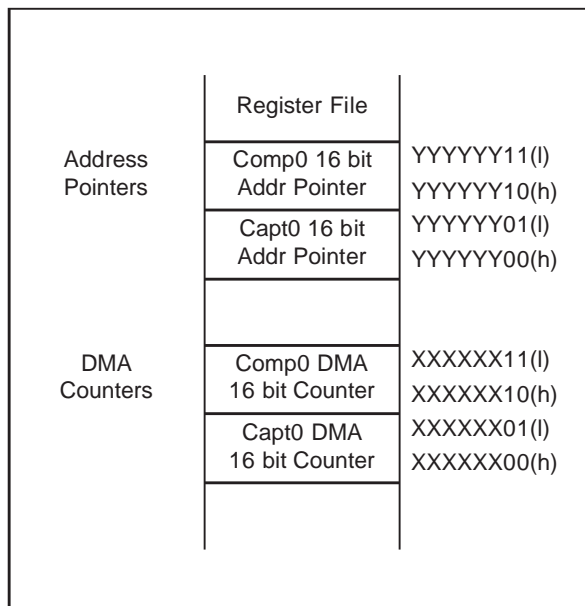 Register File
Address
Pointers
Comp0 16 bit
Addr Pointer
YYYYYY11(l)
YYYYYY10(h)
Capt0 16 bit
Addr Pointer
YYYYYY01(l)
YYYYYY00(h)
DMA
Counters
Comp0 DMA
16 bit Counter
XXXXXX11(l)
XXXXXX10(h)
Capt0 DMA
16 bit Counter
XXXXXX01(l)
XXXXXX00(h)